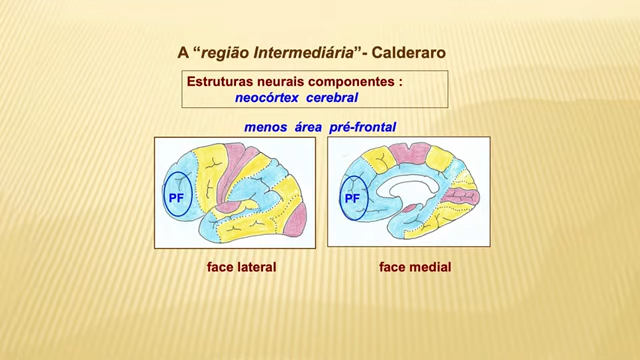 A “região Intermediária”- Calderaro
Estruturas neurais componentes :
neocórtex cerebral
menos área pré-frontal
PF
PF
face lateral
face medial